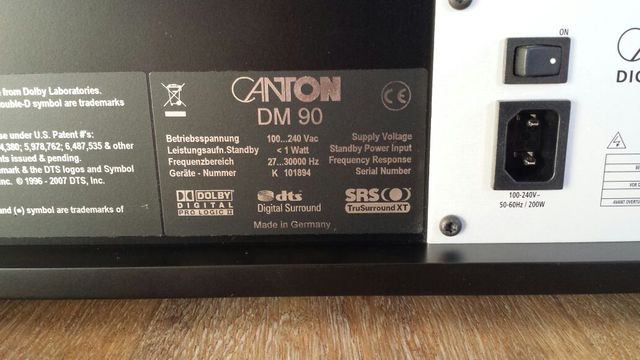 from Dolby Laboratories.
ouble-D symbol are trademarks
se under U.S. Patent #'s:
4,380; 5,978,762; 6,487,535 & other
nts issued & pending.
emark & the DTS logos and Symbol
nc. © 1996 - 2007 DTS, Inc.
and (●) symbol are trademarks of
CANTON
DM 90
CE
Betriebsspannung 100...240 Vac Supply Voltage
Leistungsaufn.Standby < 1 Watt Standby Power Input
Frequenzbereich 27...30000 Hz Frequency Response
Geräte - Nummer K 101894 Serial Number
DOLBY
DIGITAL
PRO LOGIC II
dts
Digital Surround
SRS
TruSurround XT
Made in Germany
ON
100-240V~
50-60Hz / 200W
DIG
AVANT OVERTU